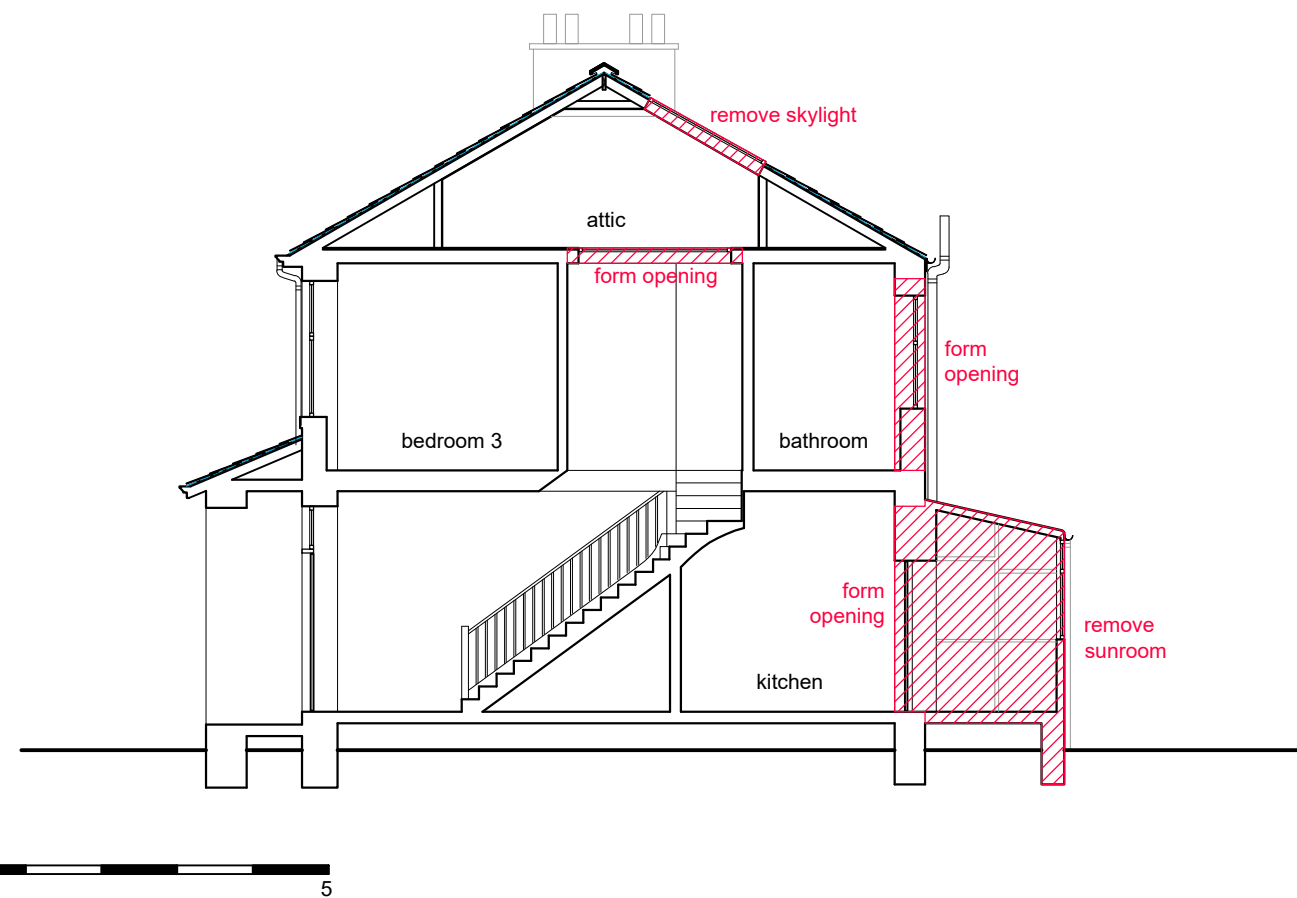 remove skylight
attic
form opening
form
opening
bedroom 3
bathroom
form
opening
remove
sunroom
kitchen
5